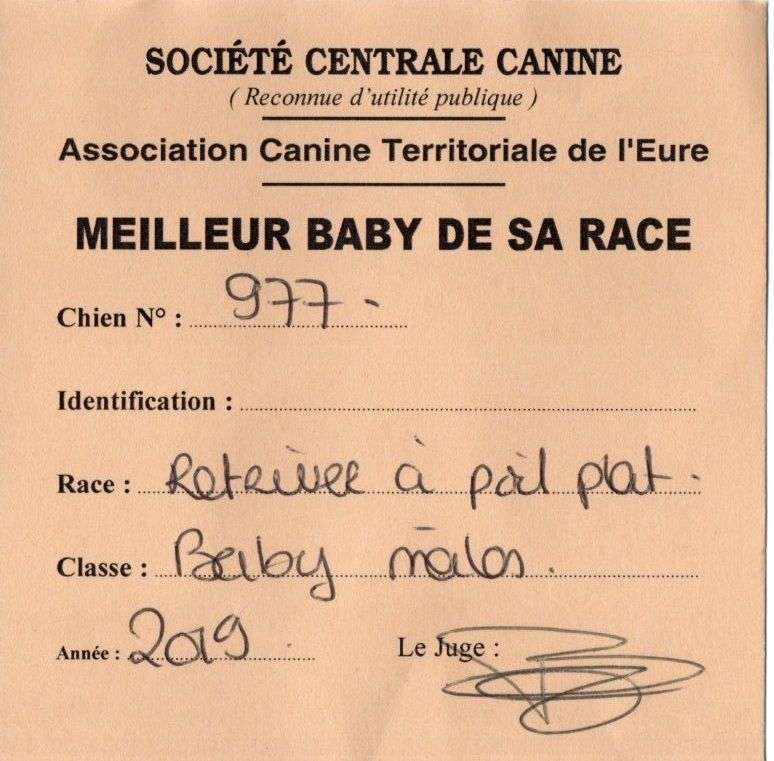 SOCIÉTÉ CENTRALE CANINE
( Reconnue d'utilité publique )
Association Canine Territoriale de l'Eure
MEILLEUR BABY DE SA RACE
Chien N° : 977 -
Identification :
Race : Retriver à poil plat.
Classe : Baby mâles.
Année : 2019
Le Juge :